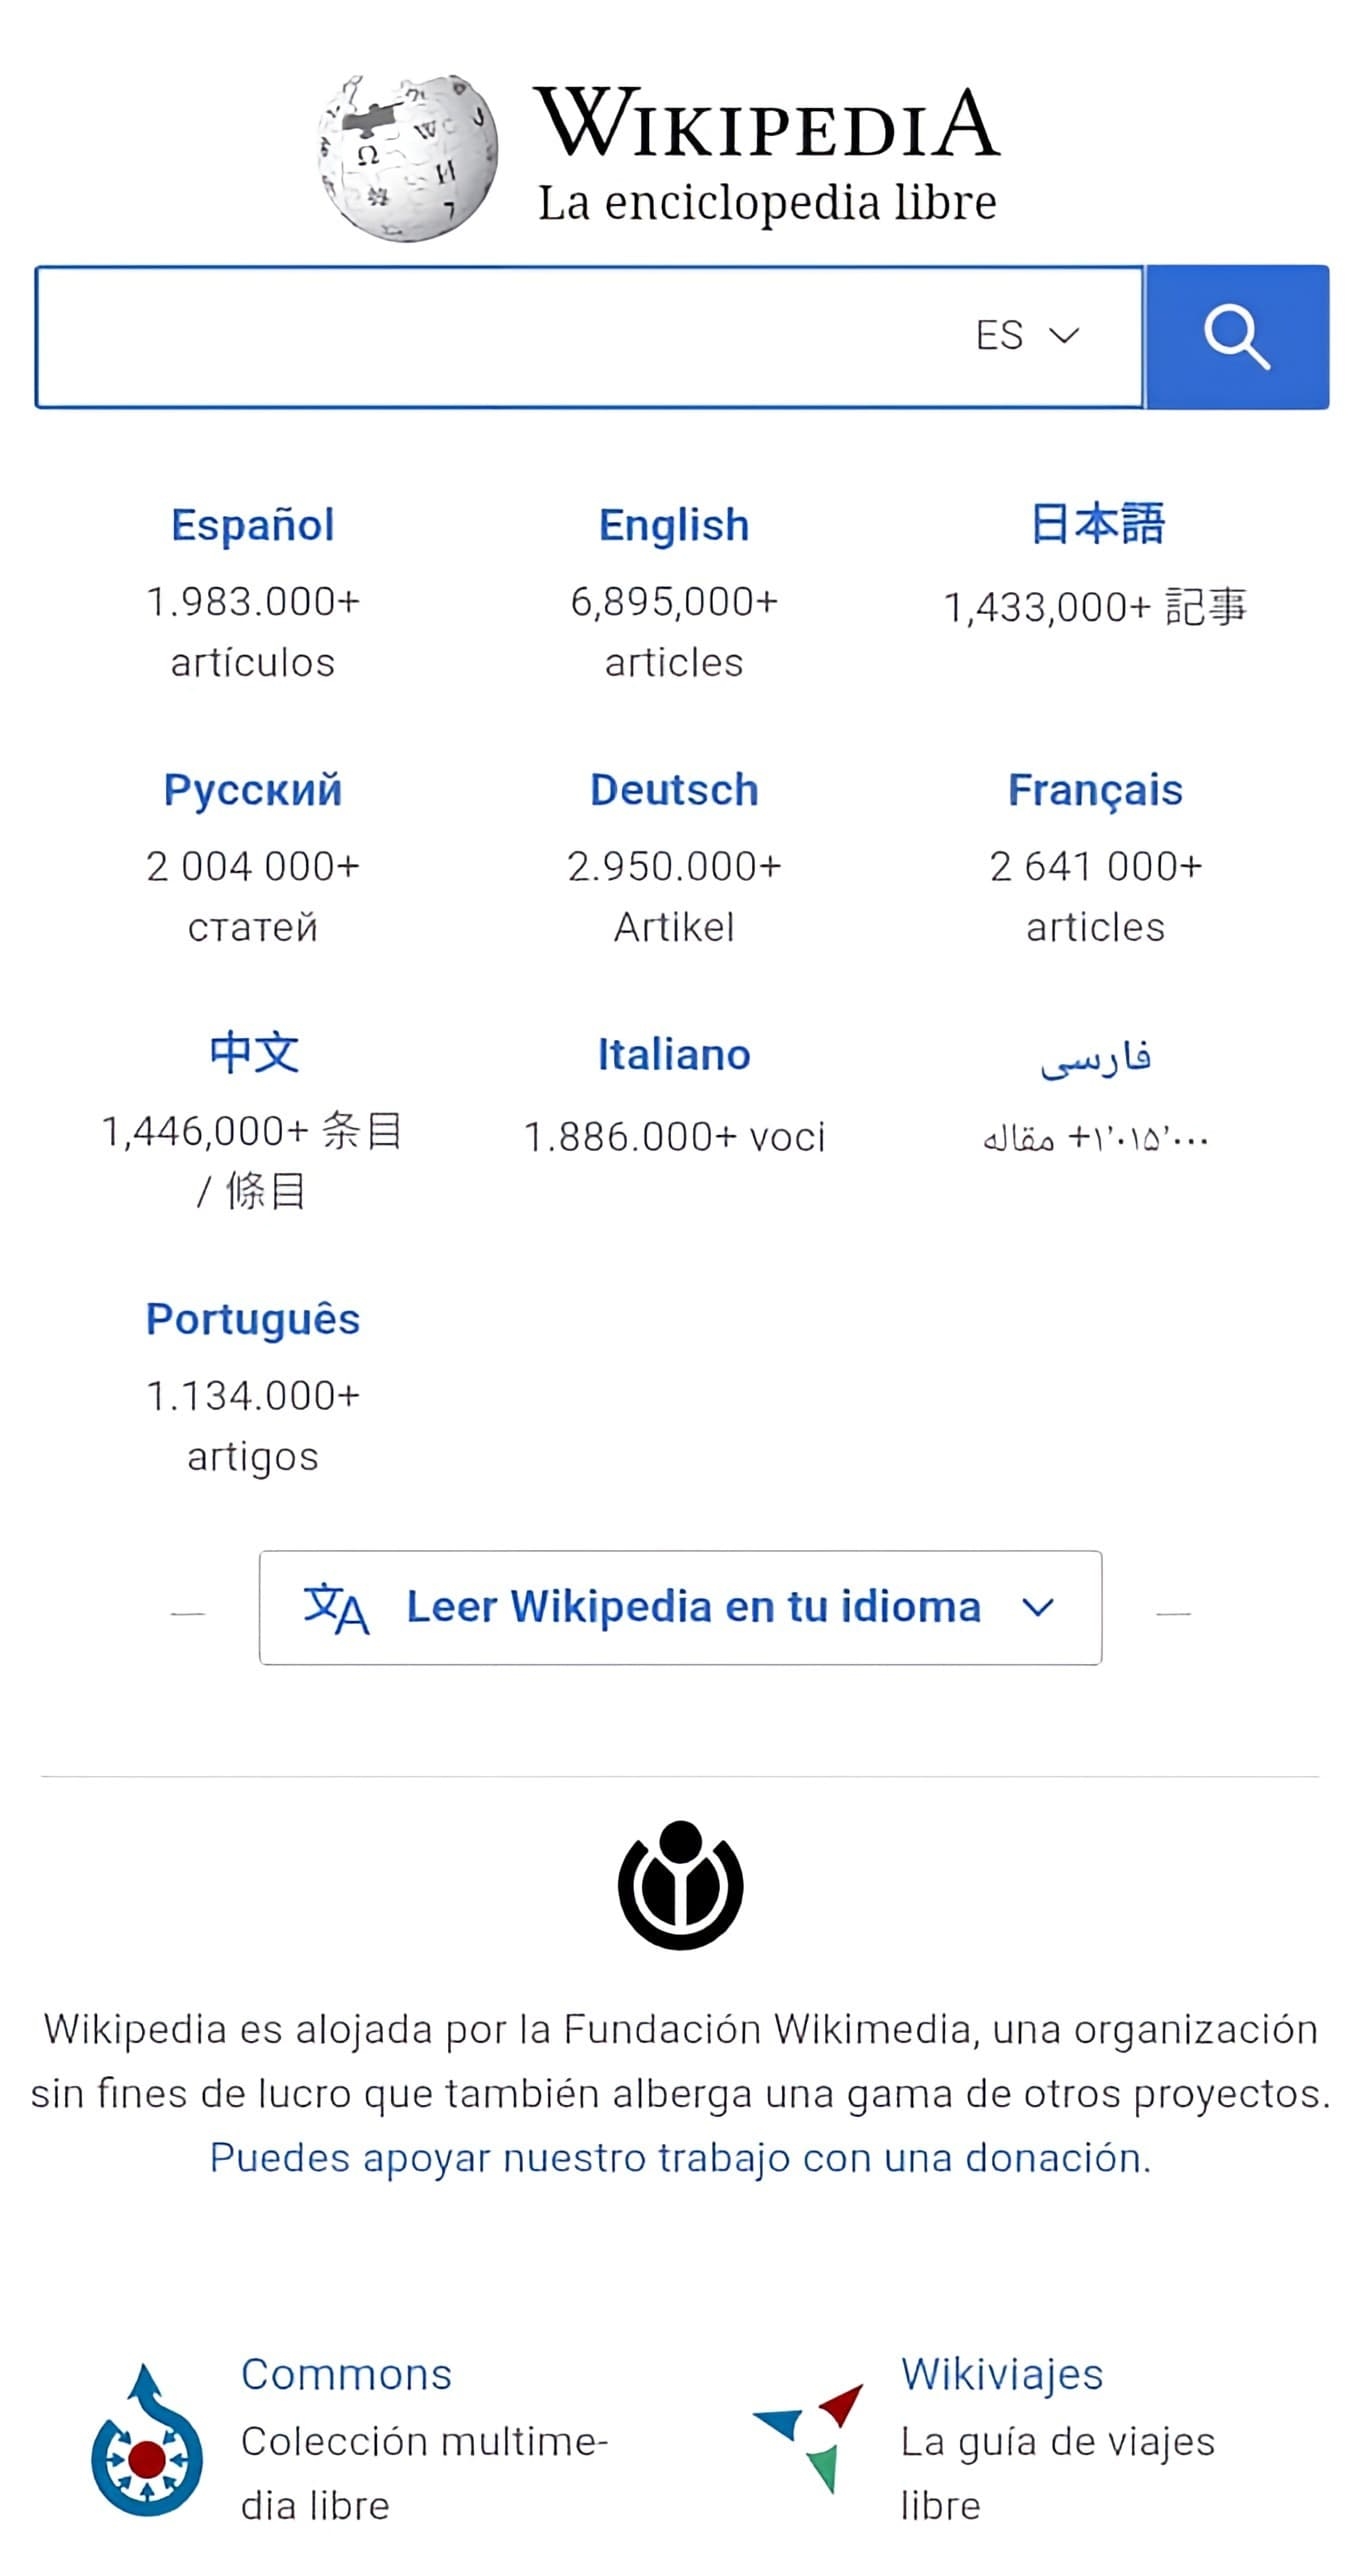 WIKIPEDIA
La enciclopedia libre
ES
Español
1.983.000+
artículos
English
6,895,000+
articles
日本語
1,433,000+ 記事
Русский
2 004 000+
статей
Deutsch
2.950.000+
Artikel
Français
2 641 000+
articles
中文
1,446,000+ 条目
/ 條目
Italiano
1.886.000+ voci
فارسی
۱٬۰۱۵٬۰۰۰+ مقاله
Português
1.134.000+
artigos
Leer Wikipedia en tu idioma
Wikipedia es alojada por la Fundación Wikimedia, una organización
sin fines de lucro que también alberga una gama de otros proyectos.
Puedes apoyar nuestro trabajo con una donación.
Commons
Colección multime-
dia libre
Wikiviajes
La guía de viajes
libre